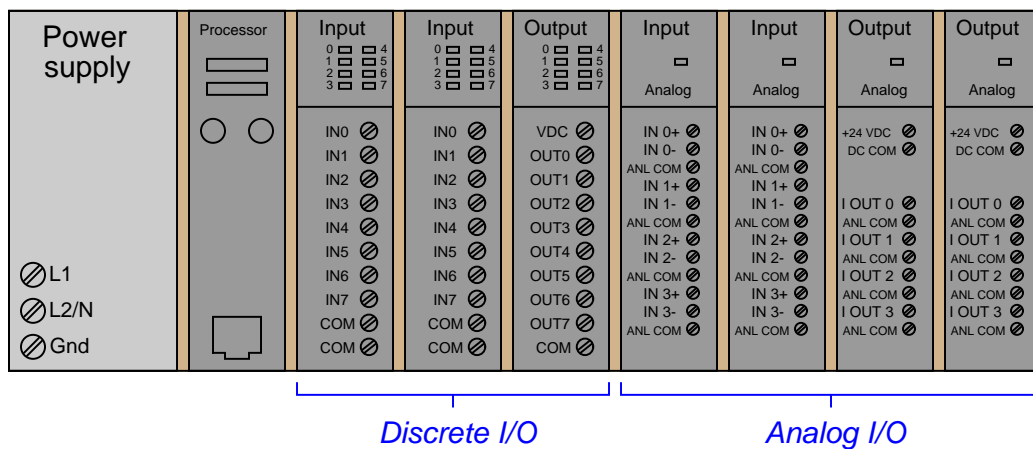 Power
supply
L1
L2/N
Gnd
Processor
Input
0 4
1 5
2 6
3 7
IN0
IN1
IN2
IN3
IN4
IN5
IN6
IN7
COM
COM
Input
0 4
1 5
2 6
3 7
IN0
IN1
IN2
IN3
IN4
IN5
IN6
IN7
COM
COM
Output
0 4
1 5
2 6
3 7
VDC
OUT0
OUT1
OUT2
OUT3
OUT4
OUT5
OUT6
OUT7
COM
Input
Analog
IN 0+
IN 0-
ANL COM
IN 1+
IN 1-
ANL COM
IN 2+
IN 2-
ANL COM
IN 3+
IN 3-
ANL COM
Input
Analog
IN 0+
IN 0-
ANL COM
IN 1+
IN 1-
ANL COM
IN 2+
IN 2-
ANL COM
IN 3+
IN 3-
ANL COM
Output
Analog
+24 VDC
DC COM
I OUT 0
ANL COM
I OUT 1
ANL COM
I OUT 2
ANL COM
I OUT 3
ANL COM
Output
Analog
+24 VDC
DC COM
I OUT 0
ANL COM
I OUT 1
ANL COM
I OUT 2
ANL COM
I OUT 3
ANL COM
Discrete I/O
Analog I/O